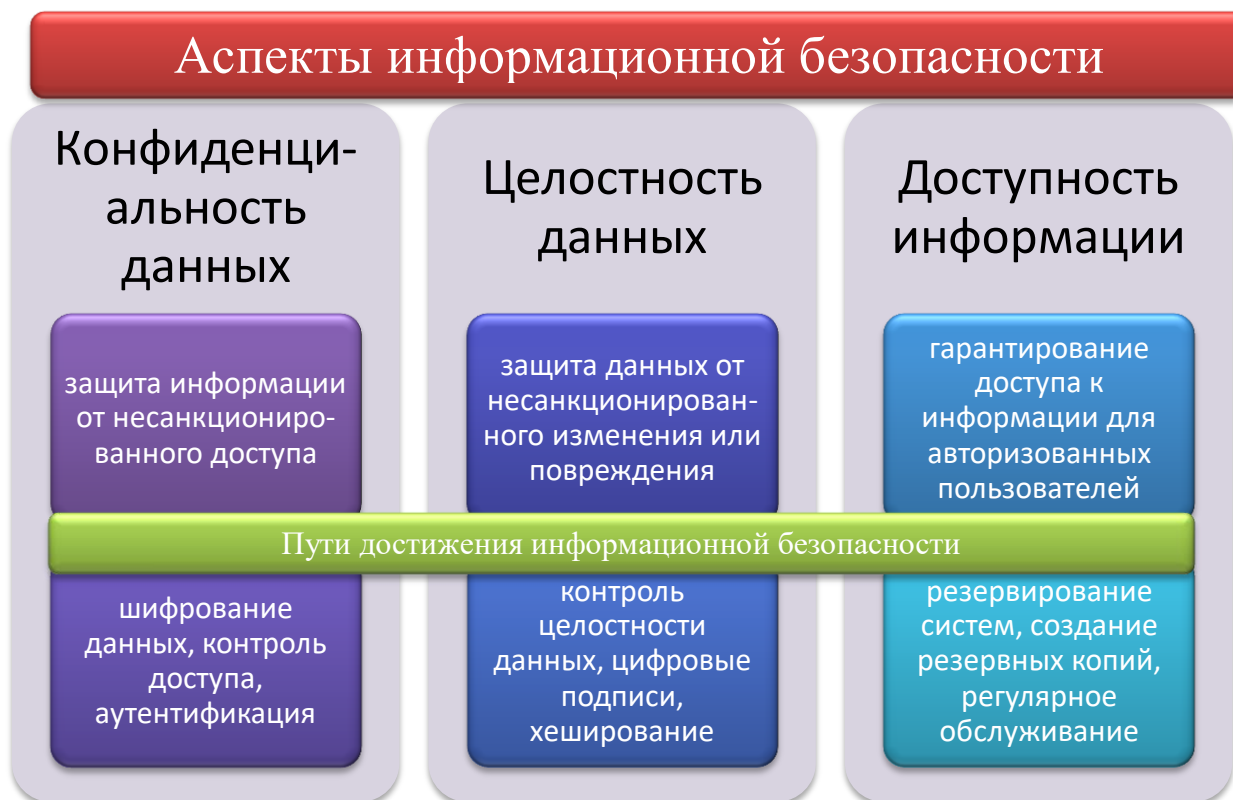 Аспекты информационной безопасности
Конфиденци-
альность
данных
защита информации
от несанкциониро-
ванного доступа
Целостность
данных
защита данных от
несанкционирован-
ного изменения или
повреждения
Доступность
информации
гарантирование
доступа к
информации для
авторизованных
пользователей
Пути достижения информационной безопасности
шифрование
данных, контроль
доступа,
аутентификация
контроль
целостности
данных, цифровые
подписи,
хеширование
резервирование
систем, создание
резервных копий,
регулярное
обслуживание